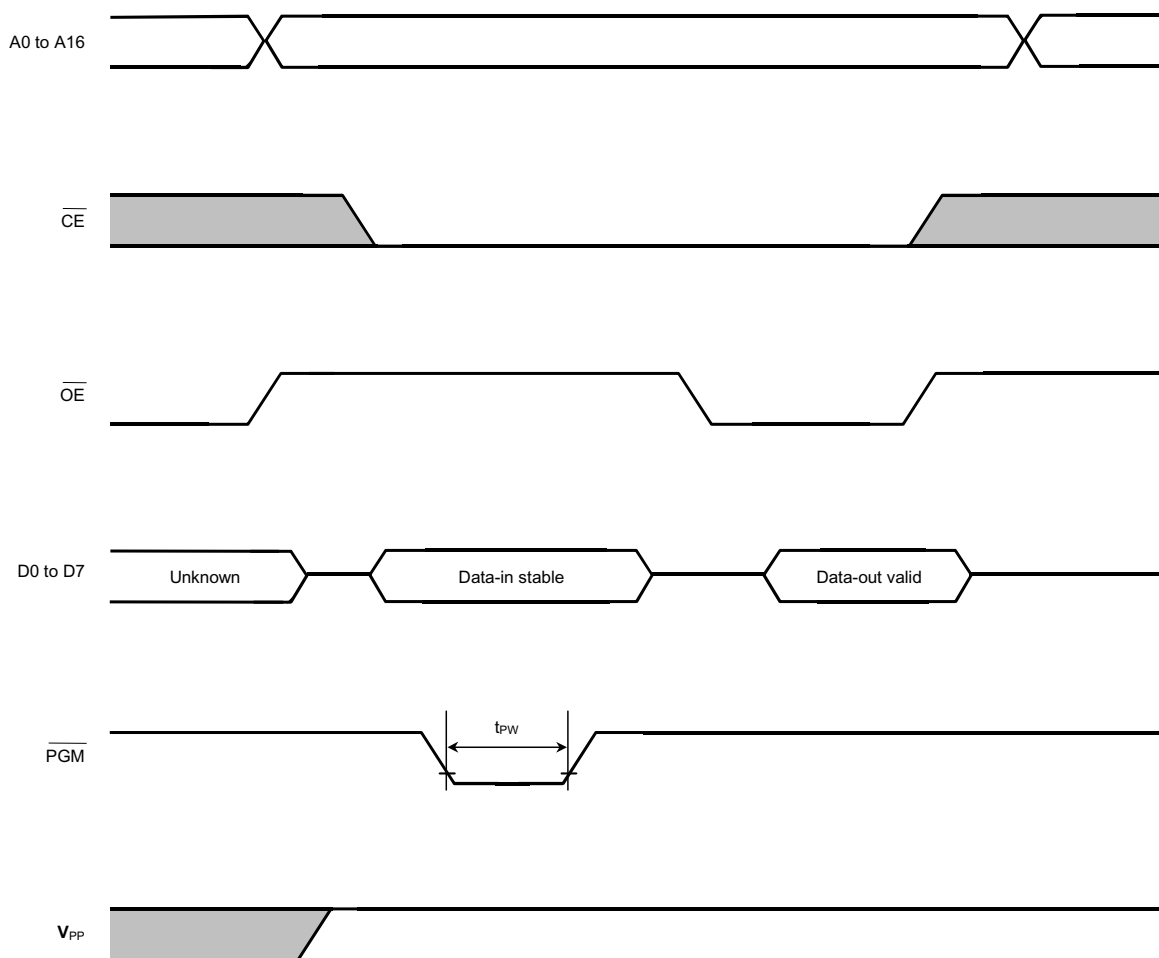 A0 to A16
CE
OE
D0 to D7
Unknown
Data-in stable
Data-out valid
tPW
PGM
VPP